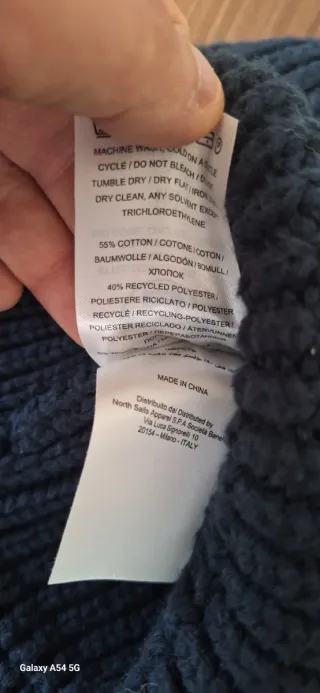 MACHINE WASH, COLD ON A
CYCLE / DO NOT BLEACH /
TUMBLE DRY / DRY FLAT / IRON
DRY CLEAN, ANY SOLVENT EXCEPT
TRICHLOROETHYLENE
55% COTTON / COTONE / COTON /
BAUMWOLLE / ALGODÓN / BOMULL /
ХЛОПОК
40% RECYCLED POLYESTER /
POLIESTERE RICICLATO / POLYESTER
RECYCLÉ / RECYCLING-POLYESTER /
POLIÉSTER RECICLADO / ÅTERVUNNEN
POLYESTER /
MADE IN CHINA
Distribuito da: Distributed by
North Sails Apparel S.P.A Società Benefit
Via Luca Signorelli 10
20154 – Milano - ITALY
Galaxy A54 5G